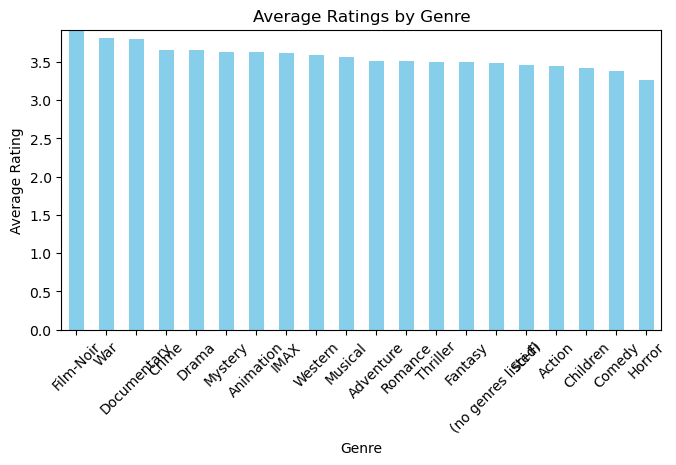 Average Ratings by Genre
Average Rating
3.5
3.0
2.5
2.0
1.5
1.0
0.5
0.0
Film-Noir
War
Documentary
Crime
Drama
Mystery
Animation
IMAX
Western
Musical
Adventure
Romance
Thriller
Fantasy
(no genres listed)
Sci-Fi
Action
Children
Comedy
Horror
Genre